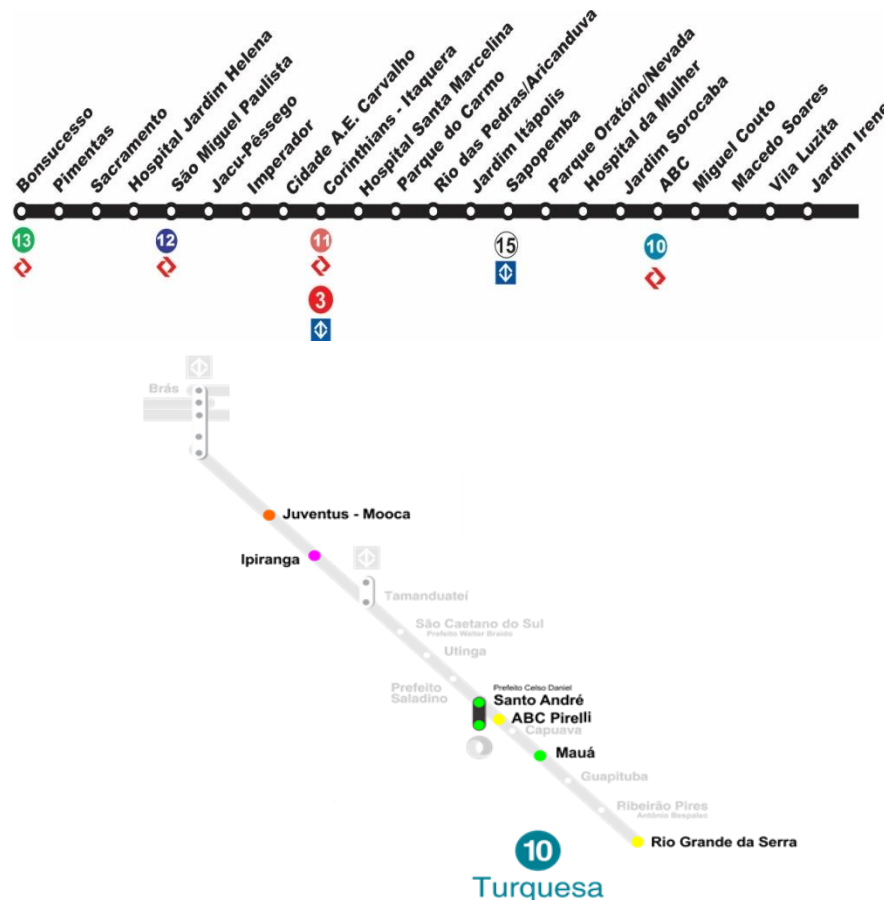 Bonsucesso
Pimentas
Sacramento
Hospital Jardim Helena
São Miguel Paulista
Jacu-Pêssego
Imperador
Cidade A.E. Carvalho
Corinthians - Itaquera
Hospital Santa Marcelina
Parque do Carmo
Rio das Pedras/Aricanduva
Jardim Itápolis
Sapopemba
Parque Oratório/Nevada
Hospital da Mulher
Jardim Sorocaba
ABC
Miguel Couto
Macedo Soares
Vila Luzita
Jardim Irene
13
12
11
15
10
3
Brás
Juventus - Mooca
Ipiranga
Tamanduateí
São Caetano do Sul
Prefeito Walter Braido
Utinga
Prefeito
Saladino
Prefeito Celso Daniel
Santo André
ABC Pirelli
Capuava
Mauá
Guapituba
Ribeirão Pires
Antônio Bespalec
Rio Grande da Serra
10
Turquesa